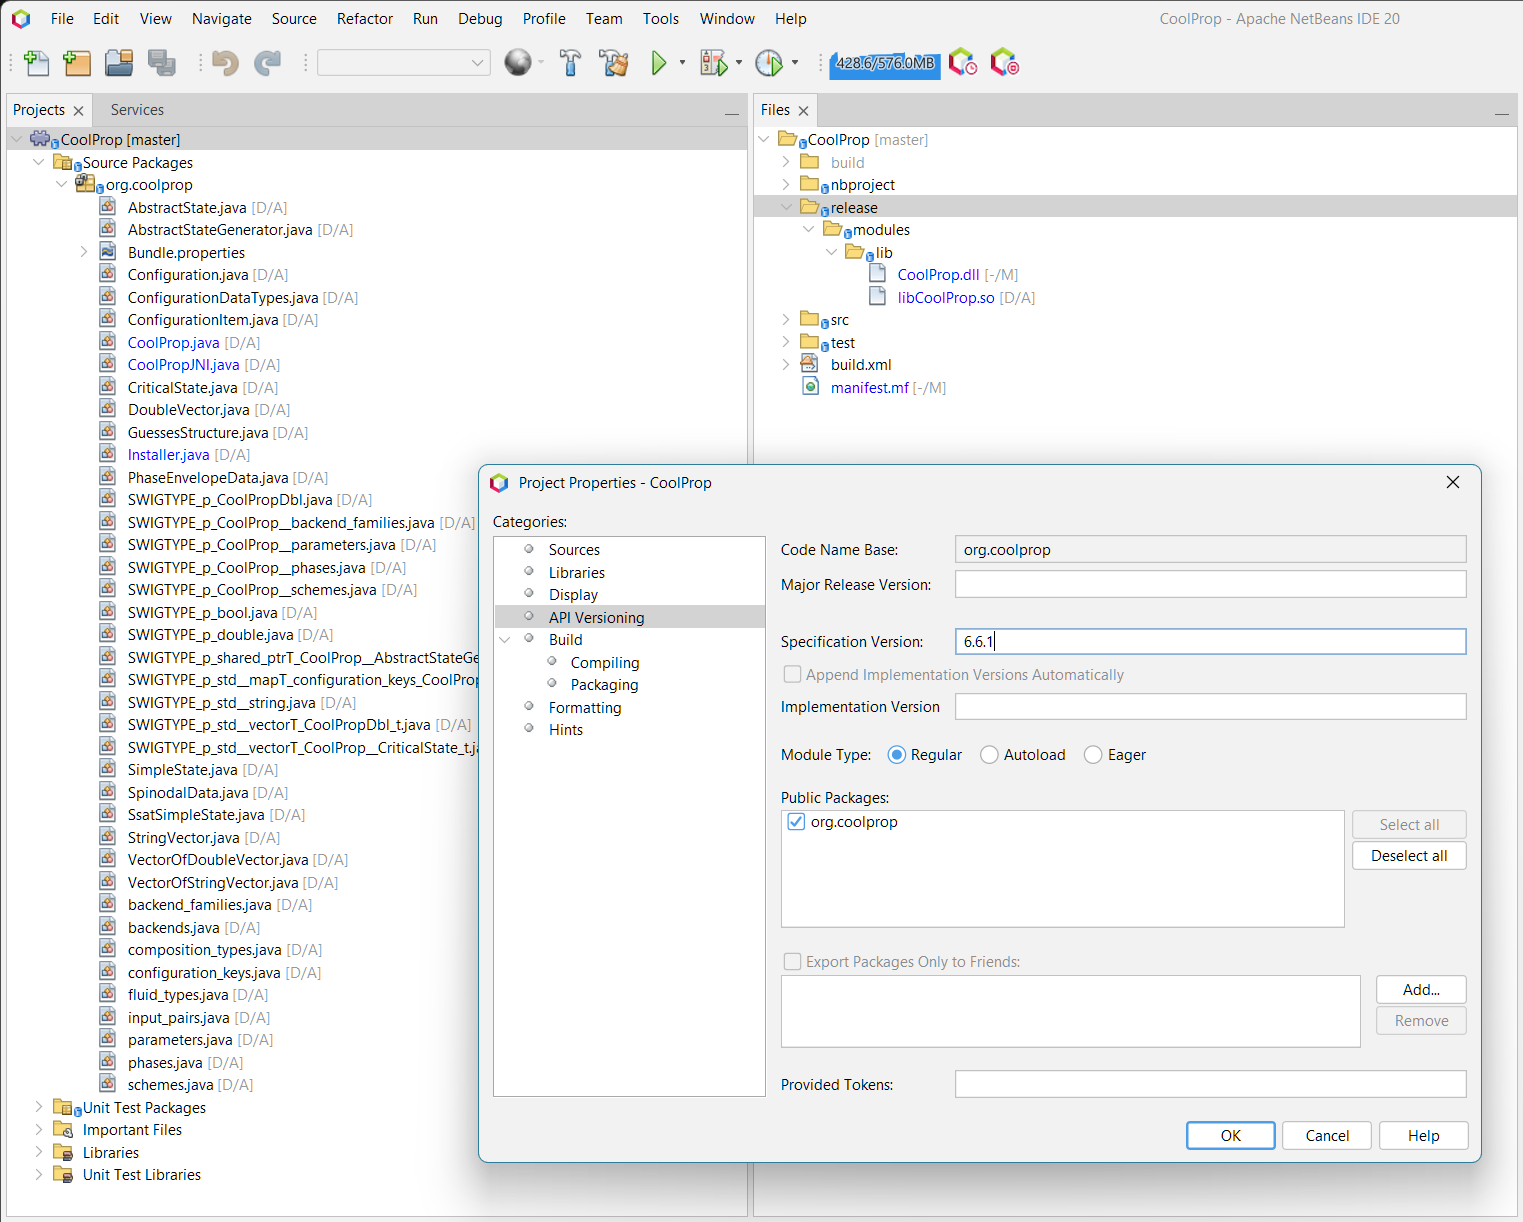 File Edit View Navigate Source Refactor Run Debug Profile Team Tools Window Help
CoolProp - Apache NetBeans IDE 20
428.6/576.0MB
Projects Services
CoolProp [master]
Source Packages
org.coolprop
AbstractState.java [D/A]
AbstractStateGenerator.java [D/A]
Bundle.properties
Configuration.java [D/A]
ConfigurationDataTypes.java [D/A]
ConfigurationItem.java [D/A]
CoolProp.java [D/A]
CoolPropJNI.java [D/A]
CriticalState.java [D/A]
DoubleVector.java [D/A]
GuessesStructure.java [D/A]
Installer.java [D/A]
PhaseEnvelopeData.java [D/A]
SWIGTYPE_p_CoolPropDbl.java [D/A]
SWIGTYPE_p_CoolProp__backend_families.java [D/A]
SWIGTYPE_p_CoolProp__parameters.java [D/A]
SWIGTYPE_p_CoolProp__phases.java [D/A]
SWIGTYPE_p_CoolProp__schemes.java [D/A]
SWIGTYPE_p_bool.java [D/A]
SWIGTYPE_p_double.java [D/A]
SWIGTYPE_p_shared_ptrT_CoolProp__AbstractStateGe
SWIGTYPE_p_std__mapT_configuration_keys_CoolProp
SWIGTYPE_p_std__string.java [D/A]
SWIGTYPE_p_std__vectorT_CoolPropDbl_t.java [D/A]
SWIGTYPE_p_std__vectorT_CoolProp__CriticalState_t.ja
SimpleState.java [D/A]
SpinodalData.java [D/A]
SsatSimpleState.java [D/A]
StringVector.java [D/A]
VectorOfDoubleVector.java [D/A]
VectorOfStringVector.java [D/A]
backend_families.java [D/A]
backends.java [D/A]
composition_types.java [D/A]
configuration_keys.java [D/A]
fluid_types.java [D/A]
input_pairs.java [D/A]
parameters.java [D/A]
phases.java [D/A]
schemes.java [D/A]
Unit Test Packages
Important Files
Libraries
Unit Test Libraries
Files
CoolProp [master]
build
nbproject
release
modules
lib
CoolProp.dll [-/M]
libCoolProp.so [D/A]
src
test
build.xml
manifest.mf [-/M]
Project Properties - CoolProp
Categories:
Sources
Libraries
Display
API Versioning
Build
Compiling
Packaging
Formatting
Hints
Code Name Base: org.coolprop
Major Release Version:
Specification Version: 6.6.1
Append Implementation Versions Automatically
Implementation Version
Module Type: Regular Autoload Eager
Public Packages:
org.coolprop
Select all
Deselect all
Export Packages Only to Friends:
Add...
Remove
Provided Tokens:
OK Cancel Help